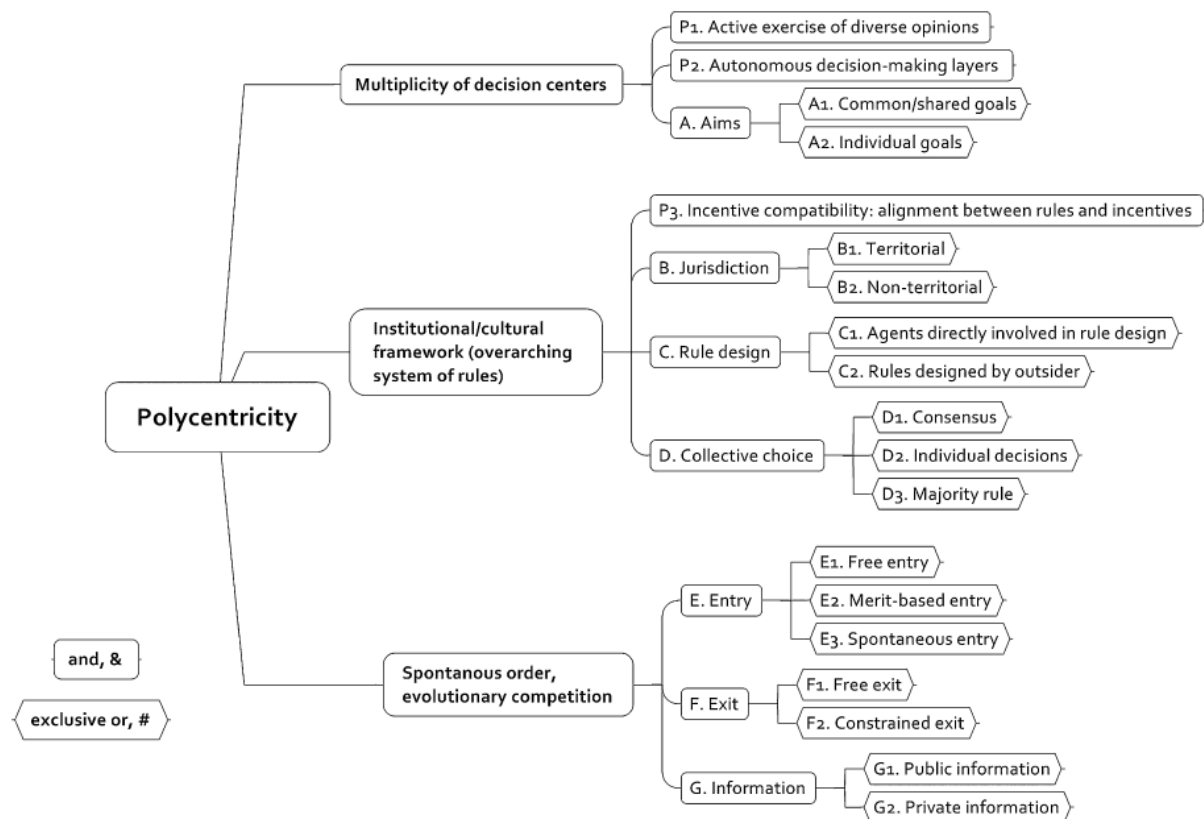 P1. Active exercise of diverse opinions
P2. Autonomous decision-making layers
Multiplicity of decision centers
A. Aims
A1. Common/shared goals
A2. Individual goals
P3. Incentive compatibility: alignment between rules and incentives
B. Jurisdiction
B1. Territorial
B2. Non-territorial
Institutional/cultural
framework (overarching
system of rules)
C. Rule design
C1. Agents directly involved in rule design
C2. Rules designed by outsider
Polycentricity
D. Collective choice
D1. Consensus
D2. Individual decisions
D3. Majority rule
E. Entry
E1. Free entry
E2. Merit-based entry
E3. Spontaneous entry
Spontanous order,
evolutionary competition
F. Exit
F1. Free exit
F2. Constrained exit
G. Information
G1. Public information
G2. Private information
and, &
exclusive or, #